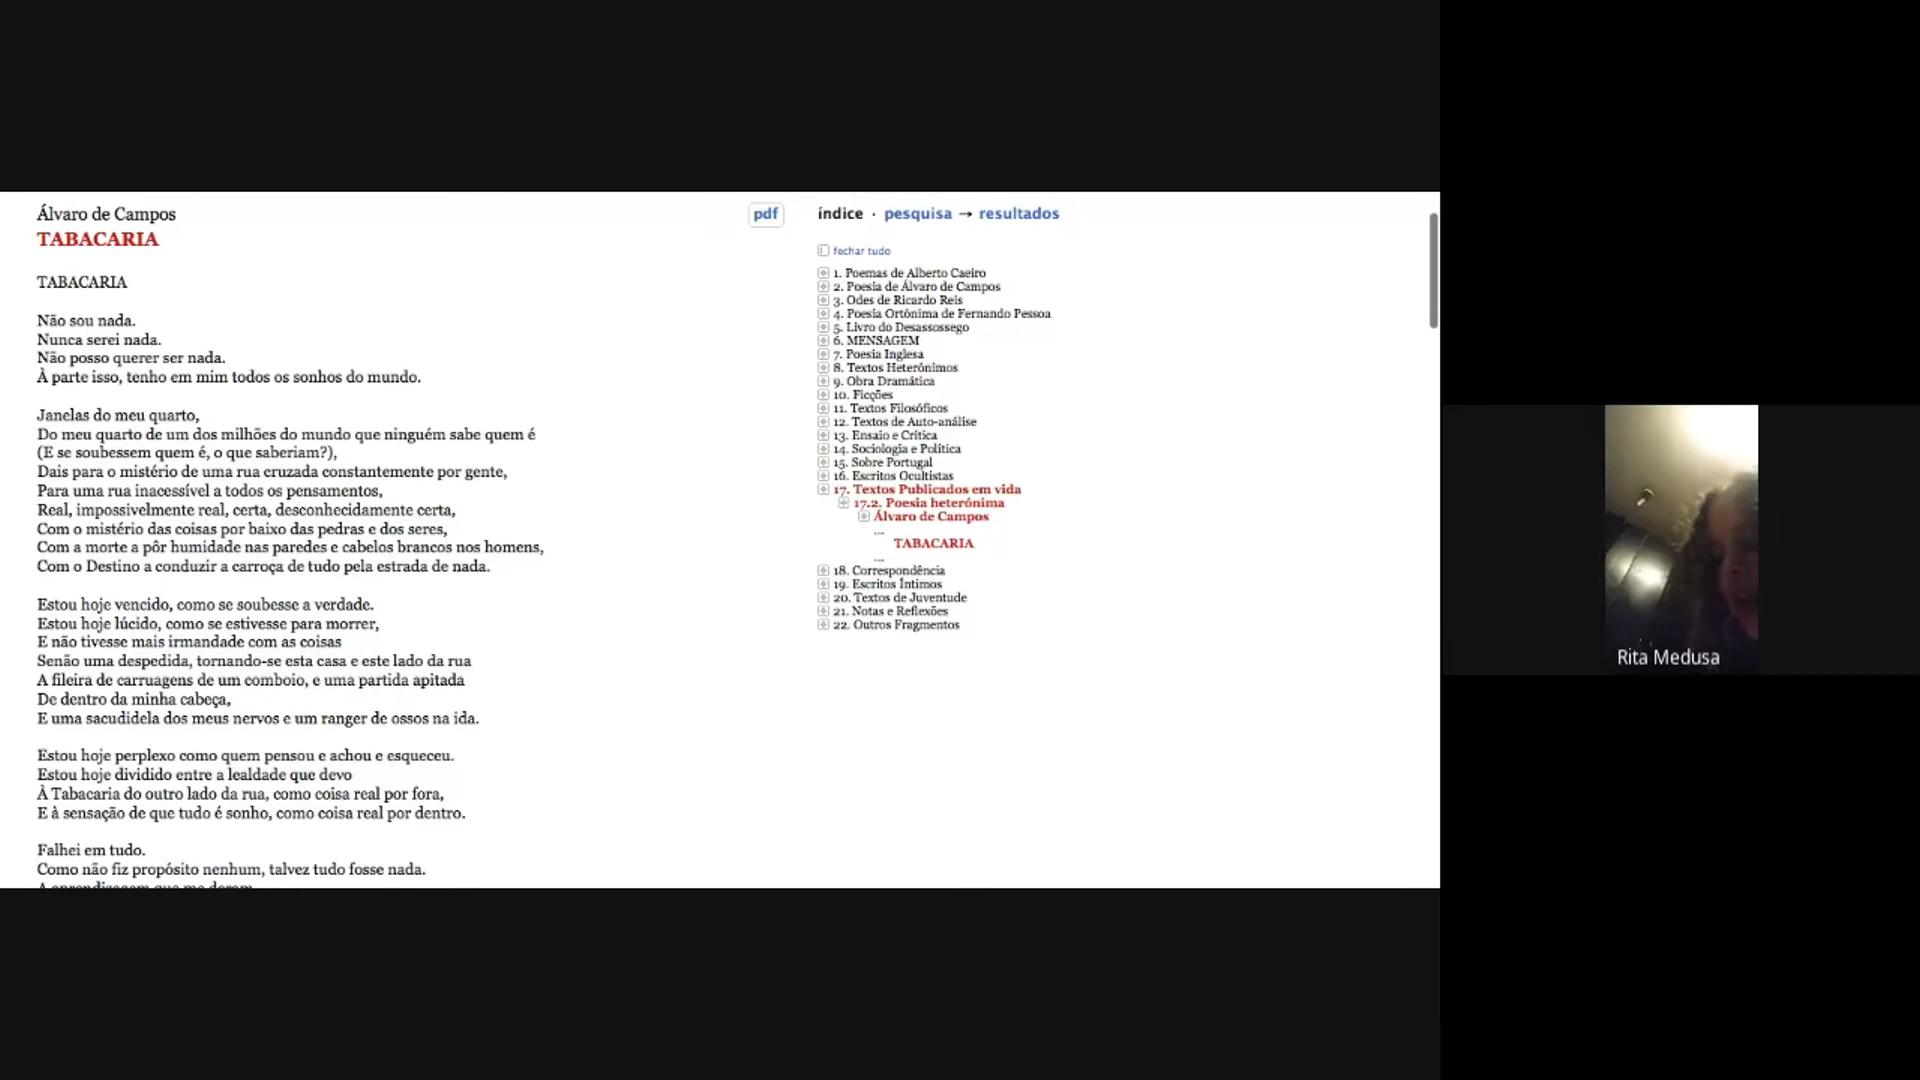 Álvaro de Campos
TABACARIA
TABACARIA
Não sou nada.
Nunca serei nada.
Não posso querer ser nada.
À parte isso, tenho em mim todos os sonhos do mundo.
Janelas do meu quarto,
Do meu quarto de um dos milhões do mundo que ninguém sabe quem é
(E se soubessem quem é, o que saberiam?),
Dais para o mistério de uma rua cruzada constantemente por gente,
Para uma rua inacessível a todos os pensamentos,
Real, impossivelmente real, certa, desconhecidamente certa,
Com o mistério das coisas por baixo das pedras e dos seres,
Com a morte a pôr humidade nas paredes e cabelos brancos nos homens,
Com o Destino a conduzir a carroça de tudo pela estrada de nada.
Estou hoje vencido, como se soubesse a verdade.
Estou hoje lúcido, como se estivesse para morrer,
E não tivesse mais irmandade com as coisas
Senão uma despedida, tornando-se esta casa e este lado da rua
A fileira de carruagens de um comboio, e uma partida apitada
De dentro da minha cabeça,
E uma sacudidela dos meus nervos e um ranger de ossos na ida.
Estou hoje perplexo como quem pensou e achou e esqueceu.
Estou hoje dividido entre a lealdade que devo
À Tabacaria do outro lado da rua, como coisa real por fora,
E à sensação de que tudo é sonho, como coisa real por dentro.
Falhei em tudo.
Como não fiz propósito nenhum, talvez tudo fosse nada.
A aprendizagem que me deram,
pdf
índice · pesquisa → resultados
fechar tudo
1. Poemas de Alberto Caeiro
2. Poesia de Álvaro de Campos
3. Odes de Ricardo Reis
4. Poesia Ortónima de Fernando Pessoa
5. Livro do Desassossego
6. MENSAGEM
7. Poesia Inglesa
8. Textos Heterónimos
9. Obra Dramática
10. Ficções
11. Textos Filosóficos
12. Textos de Auto-análise
13. Ensaio e Crítica
14. Sociologia e Política
15. Sobre Portugal
16. Escritos Ocultistas
17. Textos Publicados em vida
17.2. Poesia heterónima
Álvaro de Campos
...
TABACARIA
...
18. Correspondência
19. Escritos Íntimos
20. Textos de Juventude
21. Notas e Reflexões
22. Outros Fragmentos
Rita Medusa